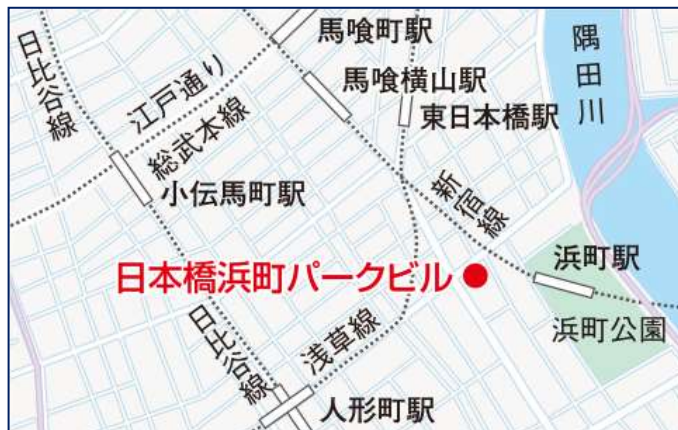 馬喰町駅
日比谷線
江戸通り
馬喰横山駅
隅田川
総武本線
東日本橋駅
小伝馬町駅
新宿線
日本橋浜町パークビル
浜町駅
日比谷線
浅草線
浜町公園
人形町駅